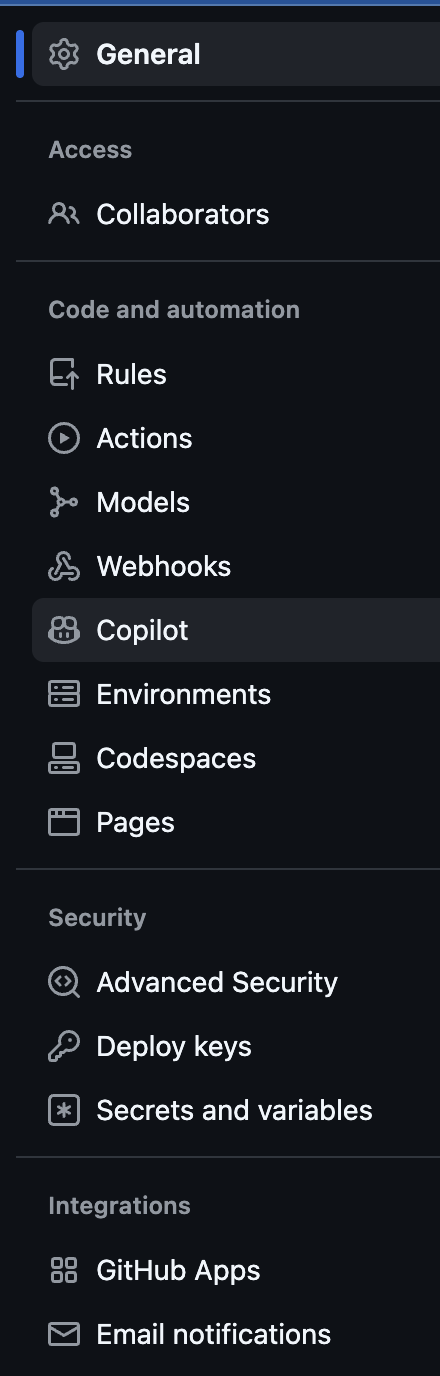 General
Access
Collaborators
Code and automation
Rules
Actions
Models
Webhooks
Copilot
Environments
Codespaces
Pages
Security
Advanced Security
Deploy keys
Secrets and variables
Integrations
GitHub Apps
Email notifications